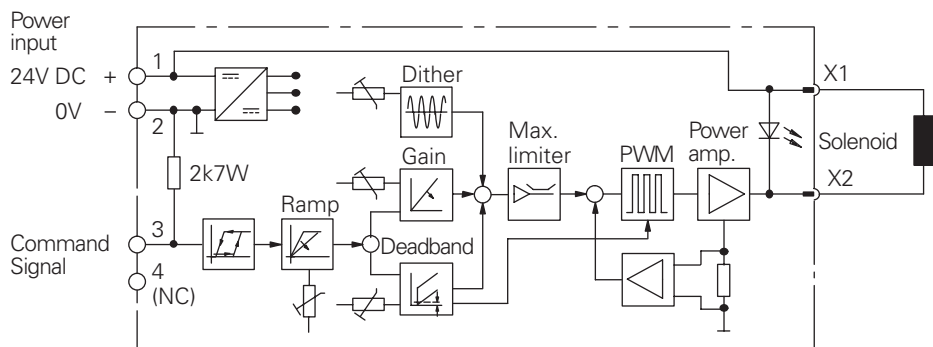 Power
input
1
24V DC +
0V −
2
2k7W
3
Command
Signal
4
(NC)
Ramp
Dither
Gain
Deadband
Max.
limiter
PWM
Power
amp.
X1
Solenoid
X2